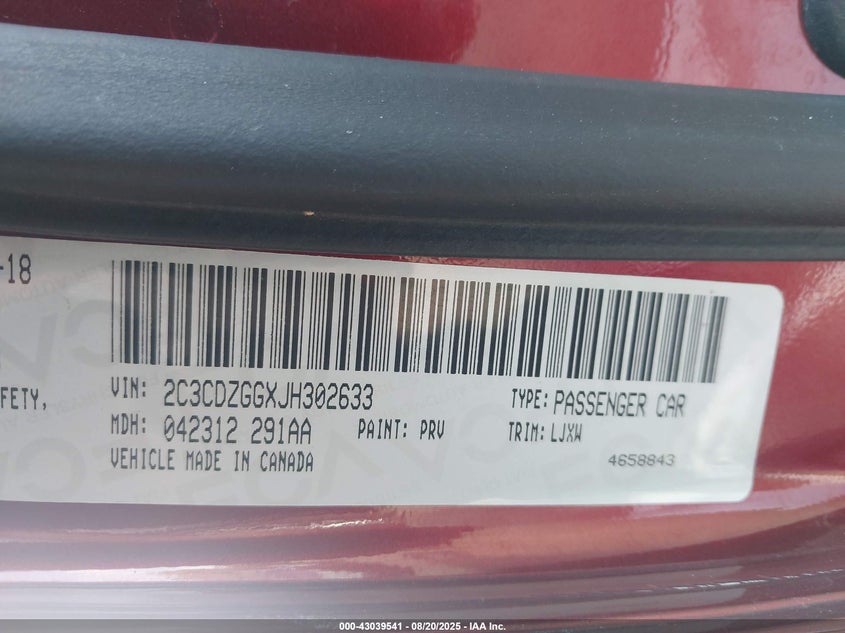 -18
FETY,
VIN: 2C3CDZGGXJH302633
TYPE: PASSENGER CAR
MDH: 042312 291AA
PAINT: PRV
TRIM: LJXW
VEHICLE MADE IN CANADA
4658843
000-43039541 - 08/20/2025 - IAA Inc.